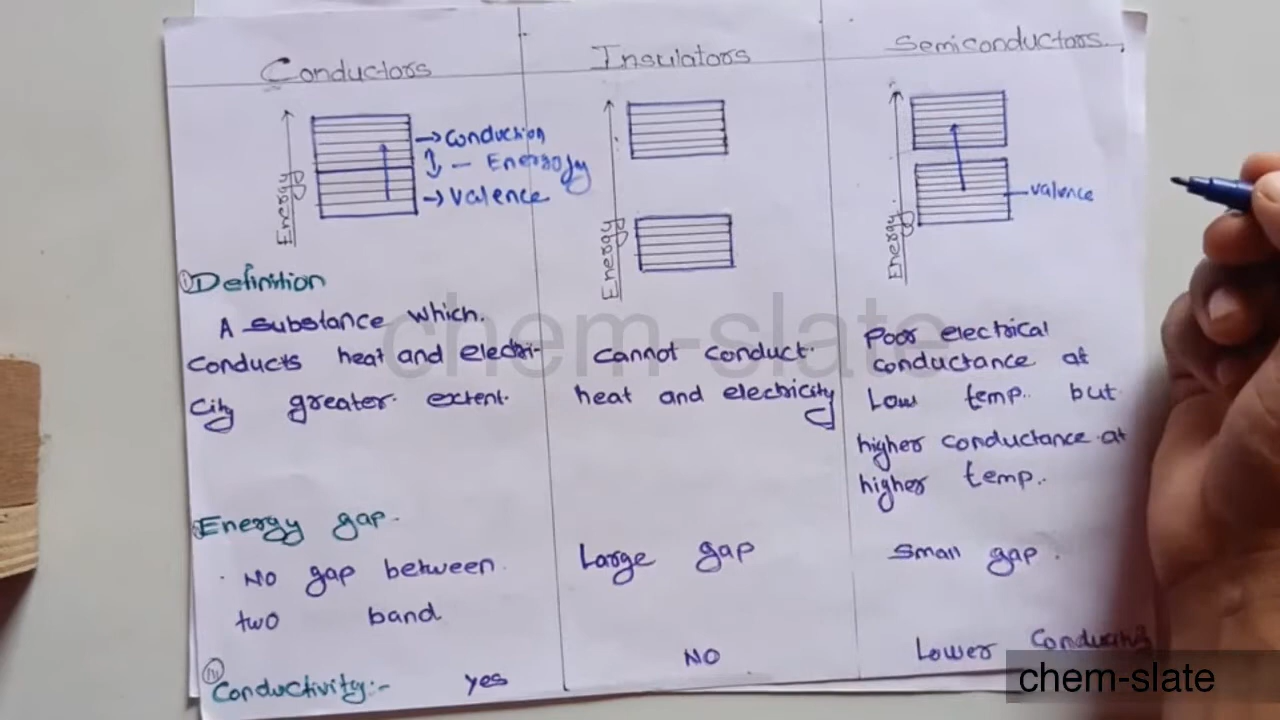 Conductors
Insulators
Semiconductors
Energy
→Conduction
↕ – Energy
→Valence
Energy
Energy
valence
i) Definition
A substance which.
conducts heat and electri-
city greater extent.
cannot conduct.
heat and electricity
Poor electrical
conductance at
Low temp.. but
higher conductance at
higher temp..
chem-slate
Energy gap.
No gap between
two band
Large gap
Small gap.
Conductivity:- yes
NO
Lower
chem-slate